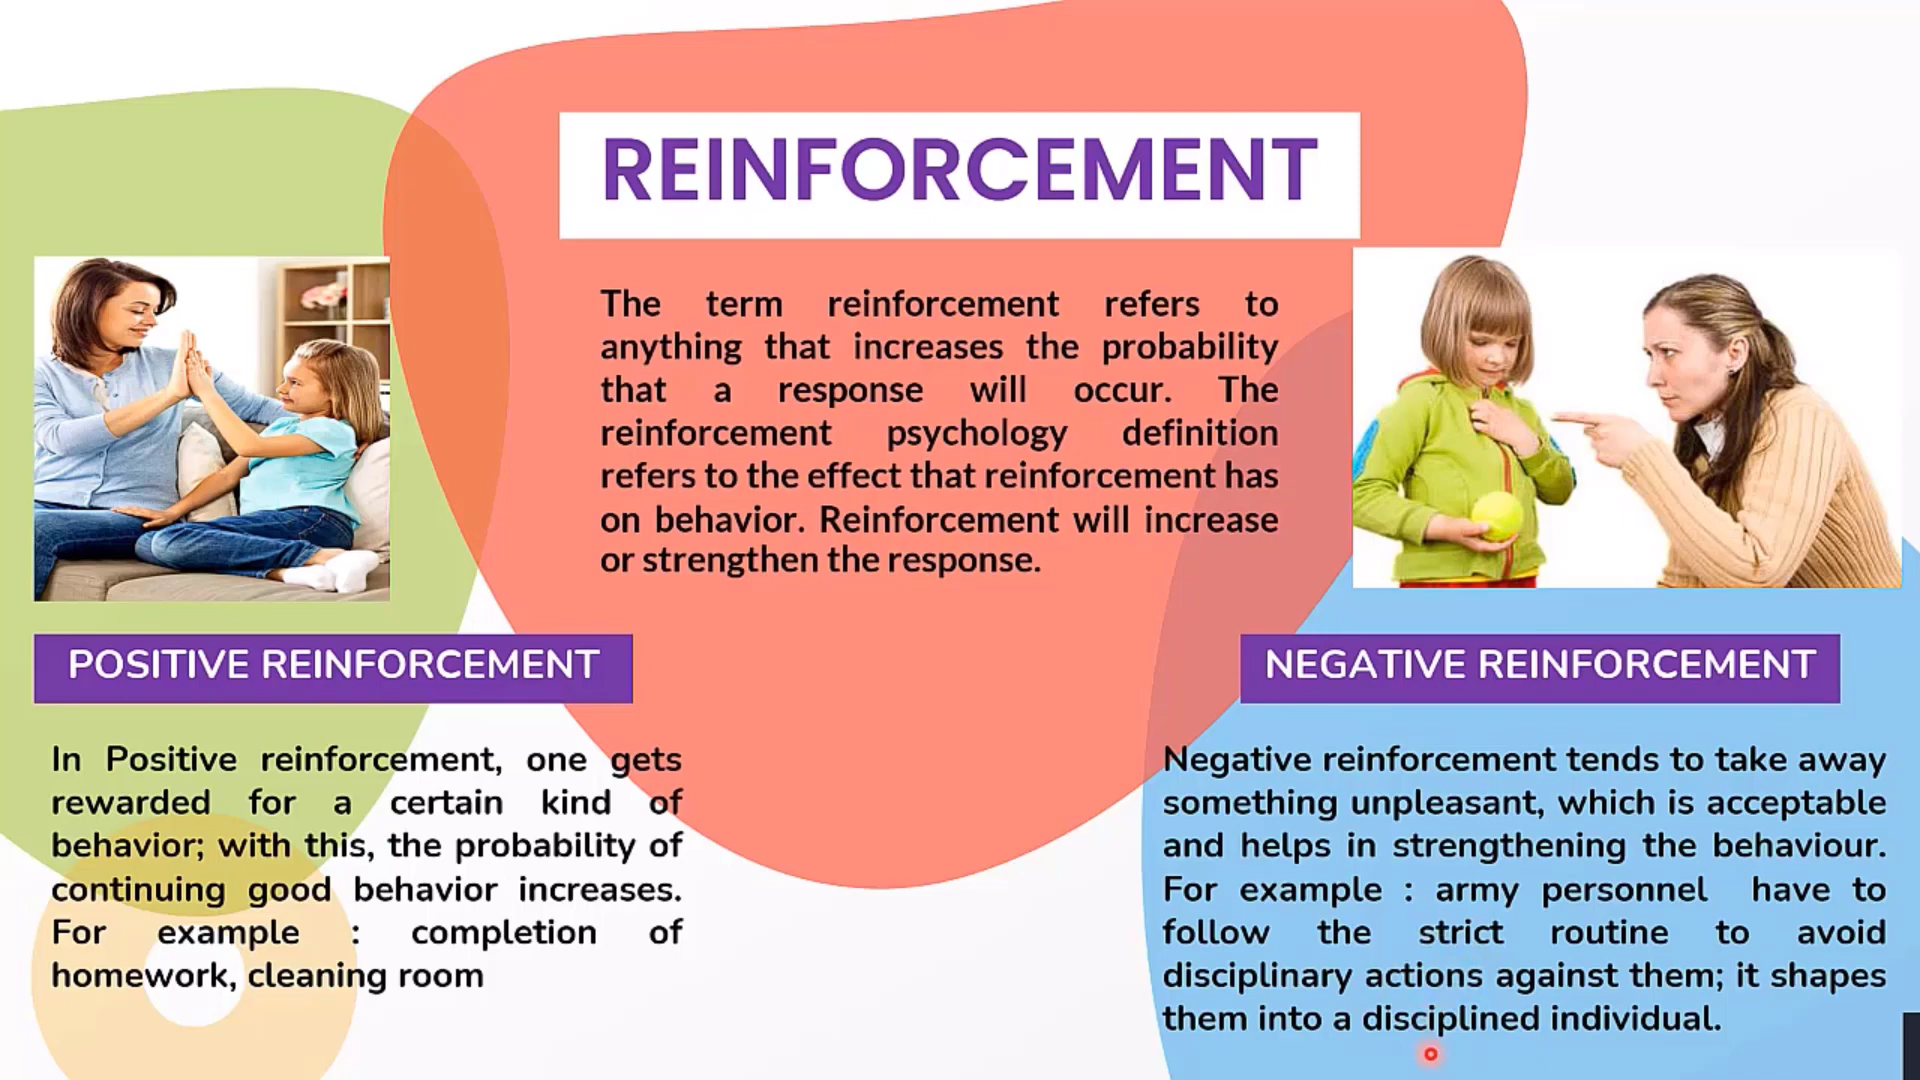 REINFORCEMENT
The term reinforcement refers to
anything that increases the probability
that a response will occur. The
reinforcement psychology definition
refers to the effect that reinforcement has
on behavior. Reinforcement will increase
or strengthen the response.
POSITIVE REINFORCEMENT
In Positive reinforcement, one gets
rewarded for a certain kind of
behavior; with this, the probability of
continuing good behavior increases.
For example : completion of
homework, cleaning room
NEGATIVE REINFORCEMENT
Negative reinforcement tends to take away
something unpleasant, which is acceptable
and helps in strengthening the behaviour.
For example : army personnel have to
follow the strict routine to avoid
disciplinary actions against them; it shapes
them into a disciplined individual.